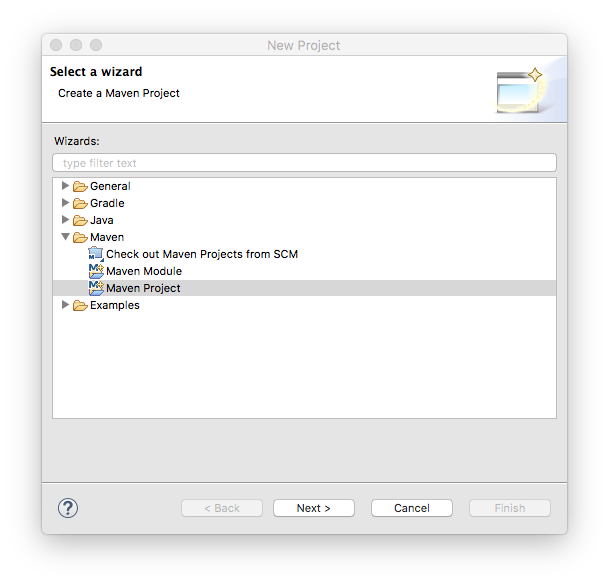 New Project
Select a wizard
Create a Maven Project
Wizards:
type filter text
General
Gradle
Java
Maven
Check out Maven Projects from SCM
Maven Module
Maven Project
Examples
? < Back Next > Cancel Finish